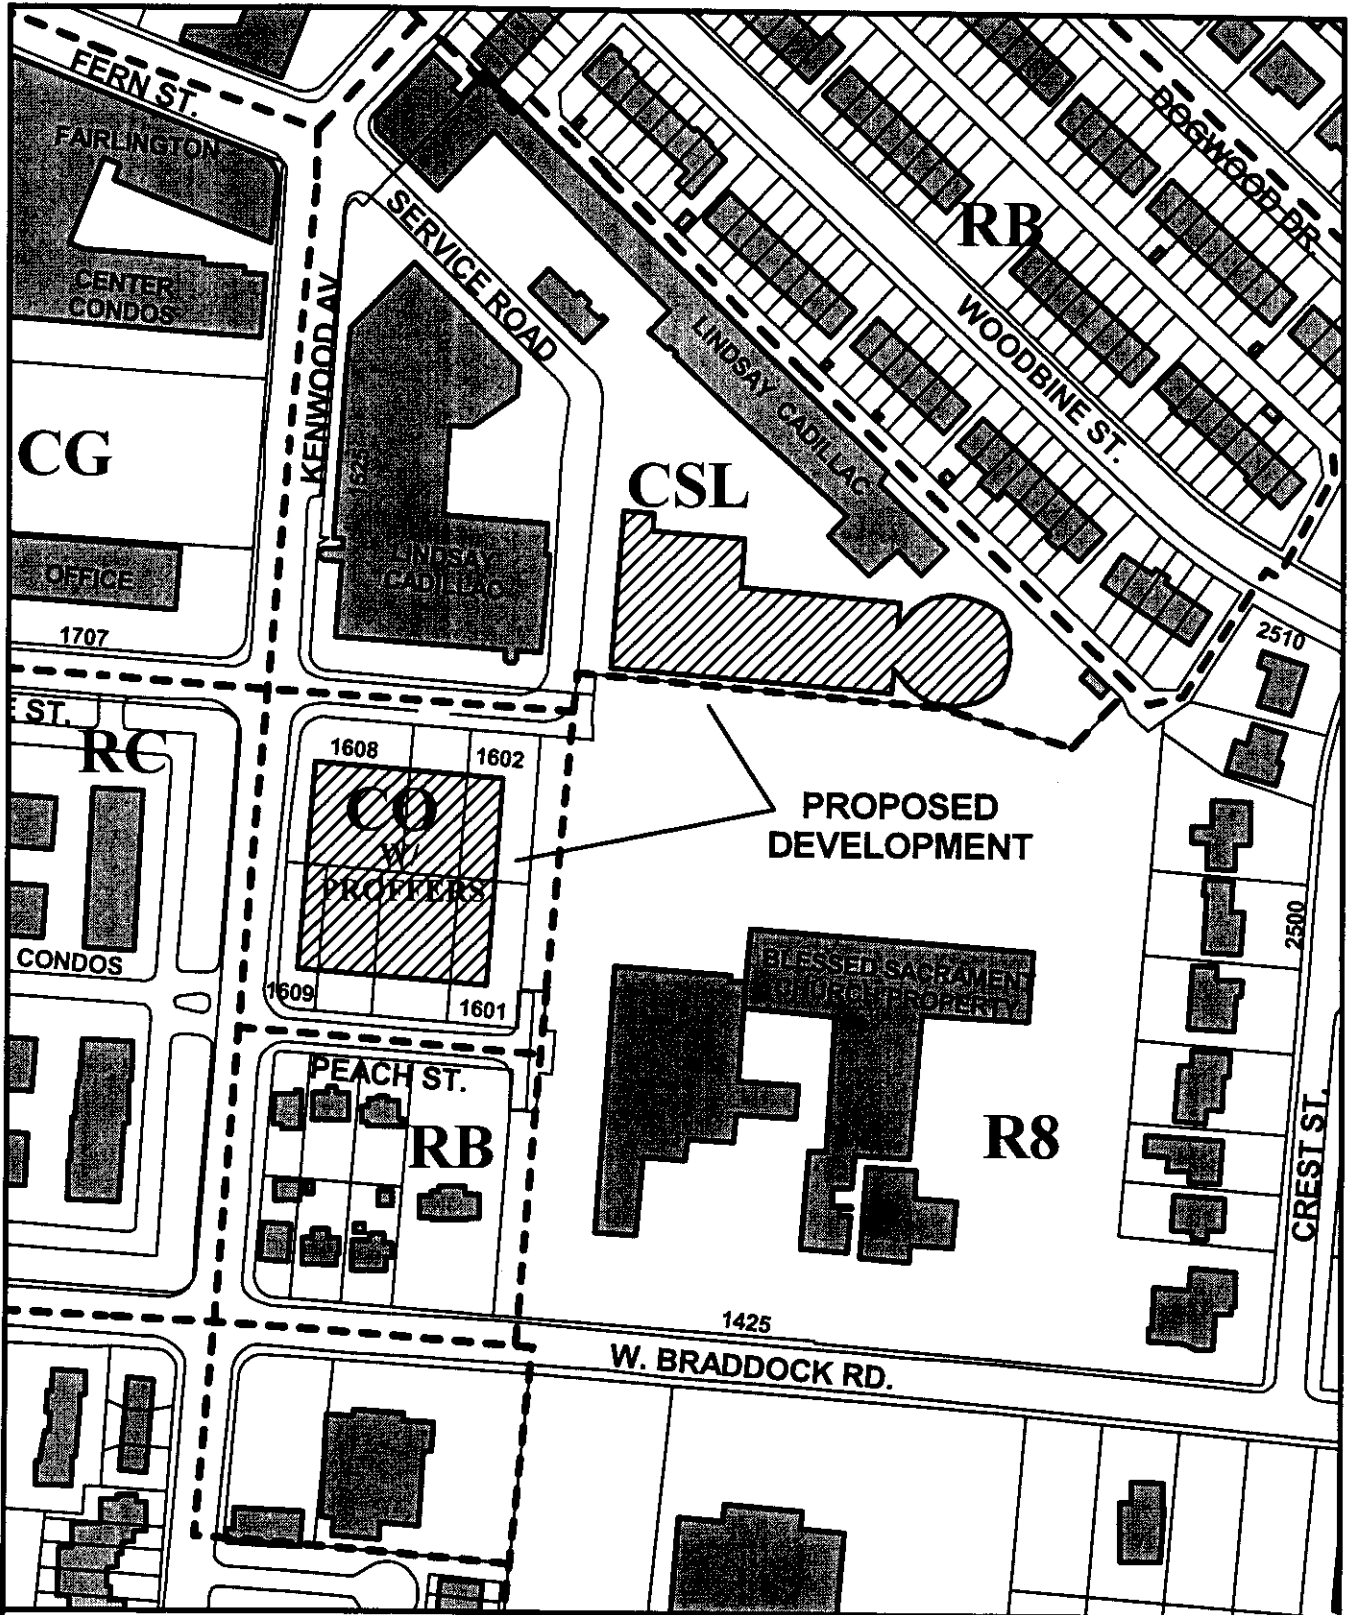 FERN ST.
FAIRLINGTON
DOGWOOD DR.
SERVICE ROAD
RB
CENTER
CONDOS
KENWOOD AV
WOODBINE ST.
LINDSAY CADILLAC
CG
1525
CSL
LINDSAY
CADILLAC
OFFICE
1707
2510
E ST.
RC
1608
1602
CO
W/
PROFFERS
PROPOSED
DEVELOPMENT
2500
CONDOS
BLESSED SACRAMENT
CHURCH PROPERTY
1609
1601
PEACH ST.
RB
R8
CREST ST.
1425
W. BRADDOCK RD.